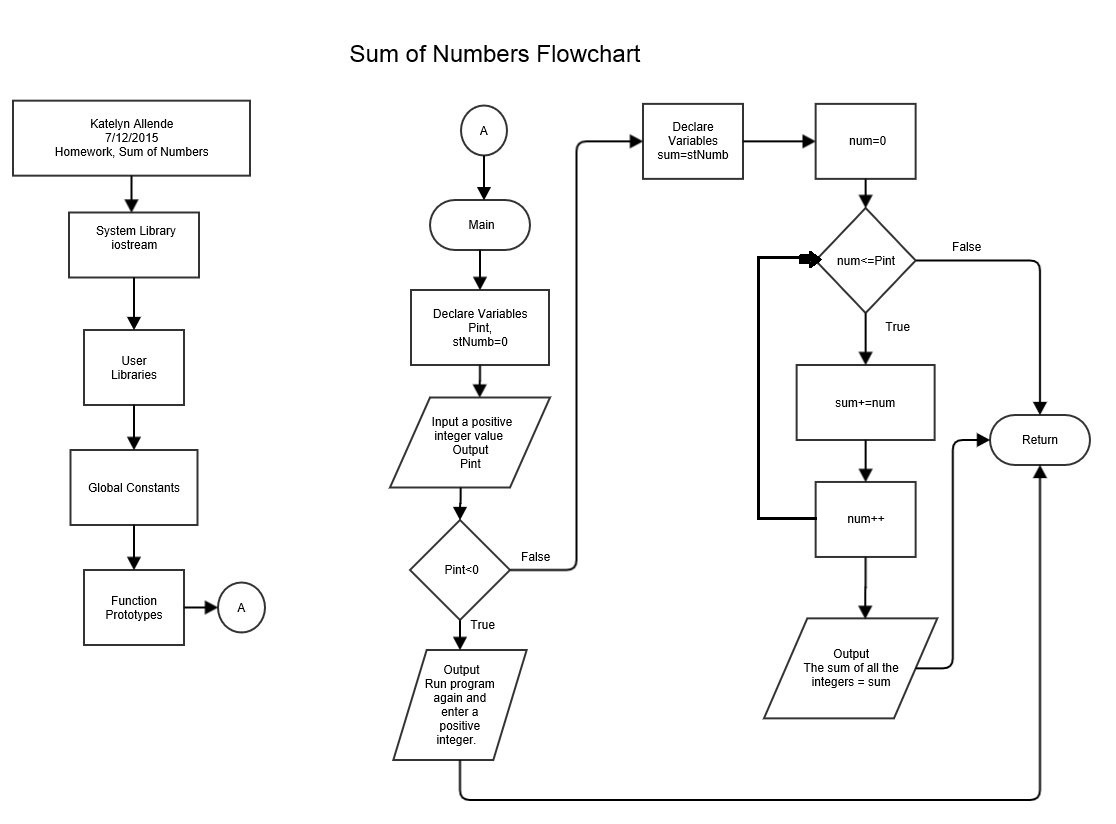 Sum of Numbers Flowchart
Katelyn Allende
7/12/2015
Homework, Sum of Numbers
System Library
iostream
User
Libraries
Global Constants
Function
Prototypes
A
A
Main
Declare Variables
Pint,
stNumb=0
Input a positive
integer value
Output
Pint
Pint<0
False
True
Output
Run program
again and
enter a
positive
integer.
Declare
Variables
sum=stNumb
num=0
num<=Pint
False
True
sum+=num
num++
Output
The sum of all the
integers = sum
Return